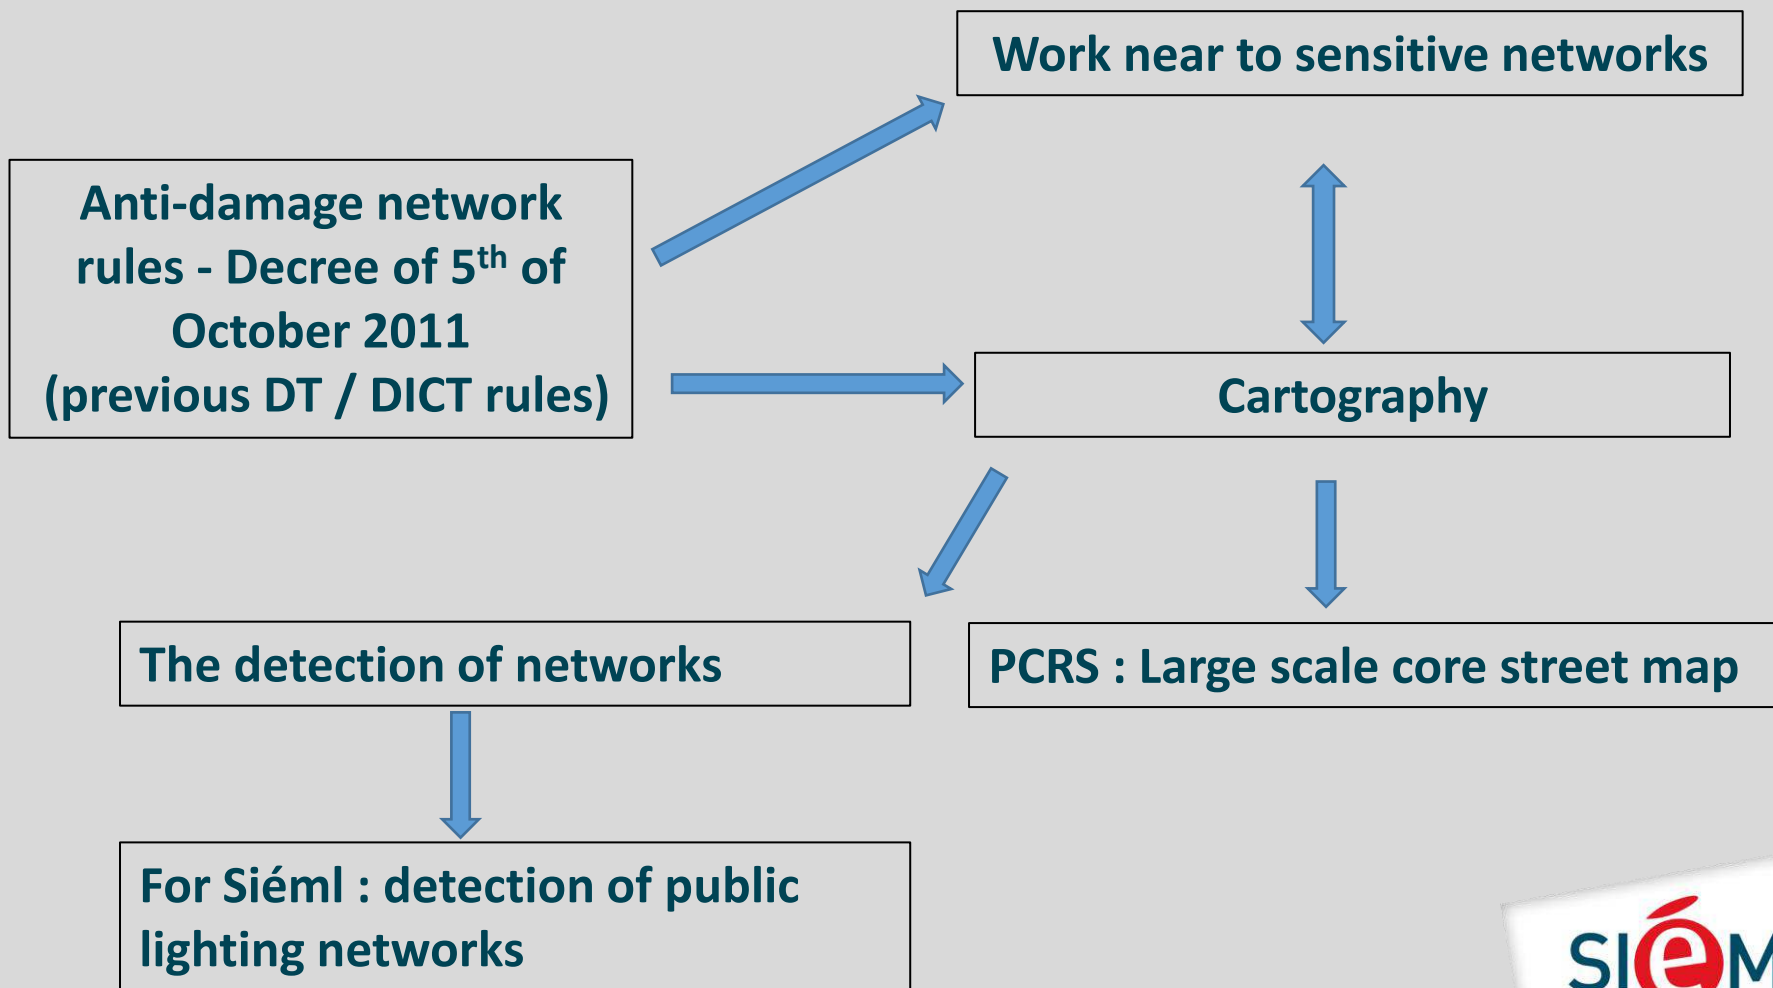 Work near to sensitive networks
Anti-damage network
rules - Decree of 5th of
October 2011
(previous DT / DICT rules)
Cartography
The detection of networks
PCRS : Large scale core street map
For Siéml : detection of public
lighting networks
SIéM